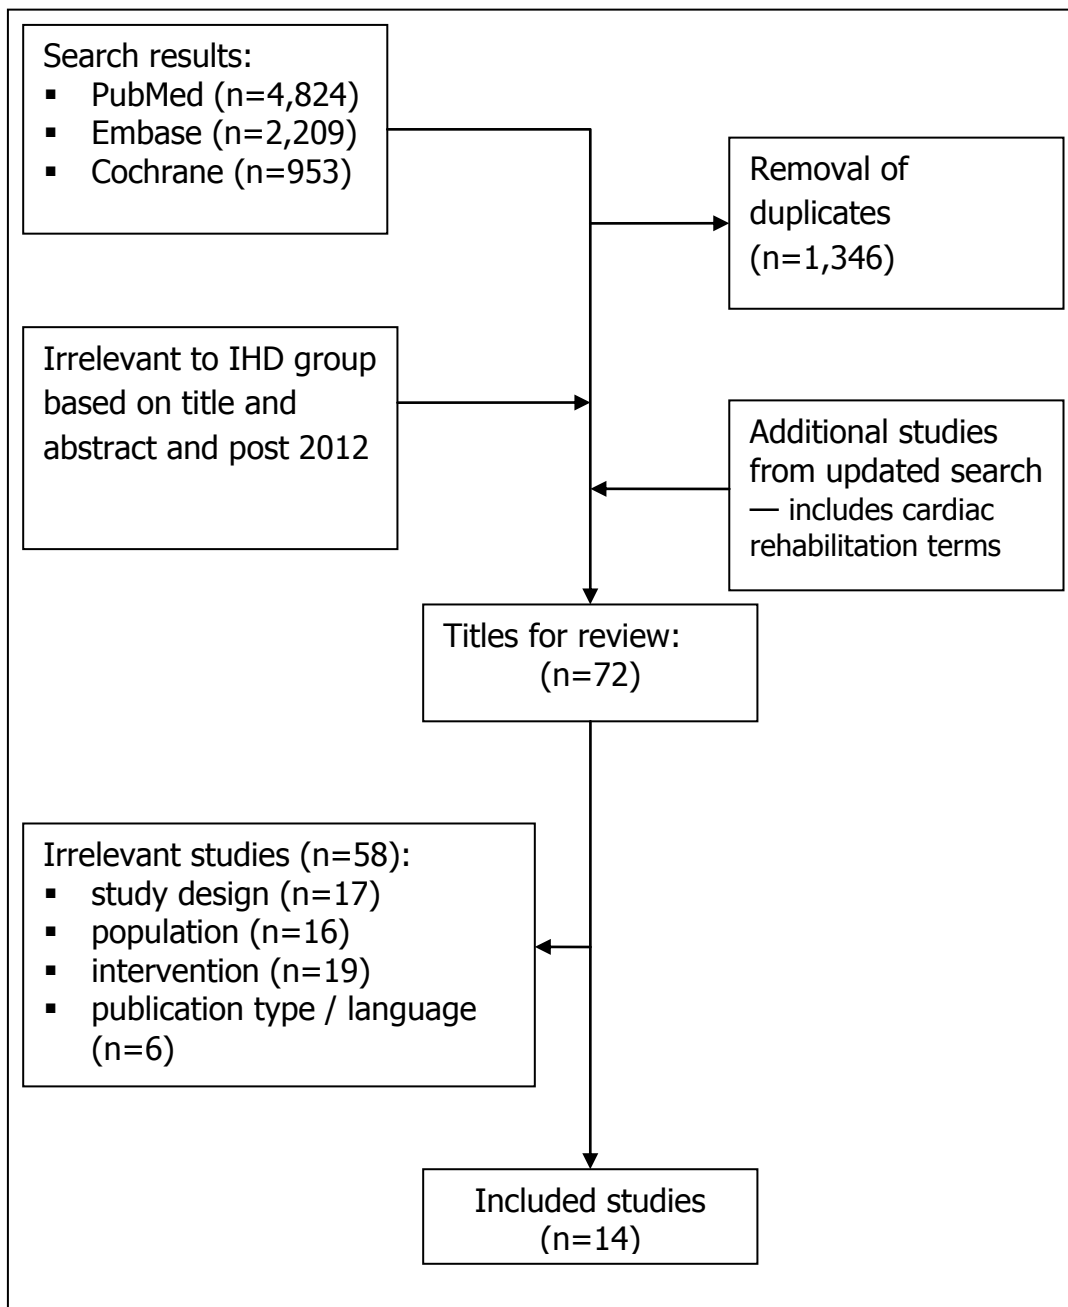 Search results:
▪ PubMed (n=4,824)
▪ Embase (n=2,209)
▪ Cochrane (n=953)
Removal of
duplicates
(n=1,346)
Irrelevant to IHD group
based on title and
abstract and post 2012
Additional studies
from updated search
— includes cardiac
rehabilitation terms
Titles for review:
(n=72)
Irrelevant studies (n=58):
▪ study design (n=17)
▪ population (n=16)
▪ intervention (n=19)
▪ publication type / language
(n=6)
Included studies
(n=14)